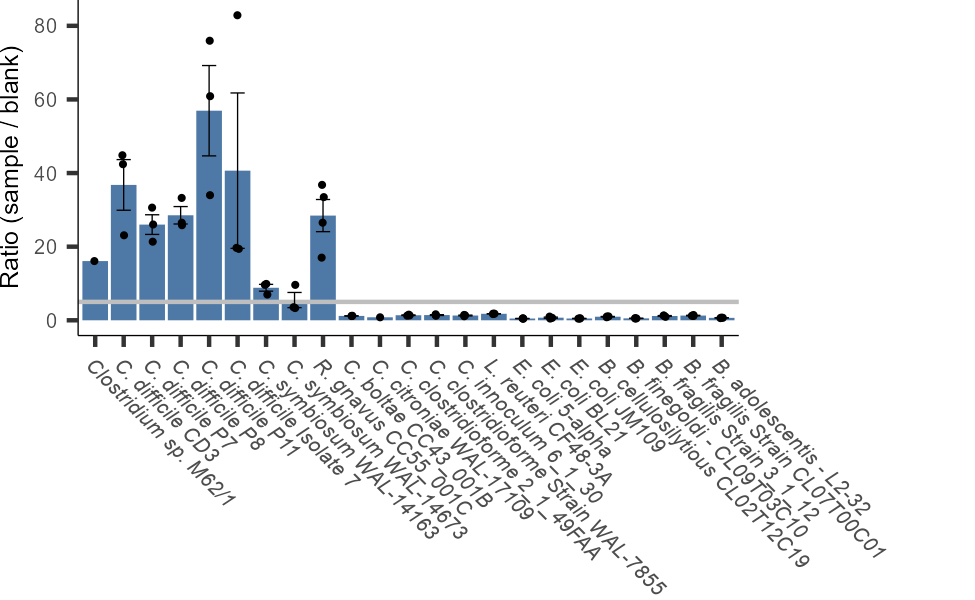 Ratio (sample / blank)
80
60
40
20
0
Clostridium sp. M62/1
C. difficile CD3
C. difficile P7
C. difficile P8
C. difficile P11
C. difficile Isolate 7
C. symbiosum WAL-14163
C. symbiosum WAL-14673
R. gnavus CC55_001C
C. boltae CC43_001B
C. citroniae WAL-17109
C. clostridioforme 2_1_49FAA
C. clostridioforme Strain WAL-7855
C. inoculum 6_1_30
L. reuteri CF48-3A
E. coli 5-alpha
E. coli BL21
E. coli JM109
B. cellulosilytious CL02T12C19
B. finegoldi - CL09T03C10
B. fragilis Strain 3_1_12
B. fragilis Strain CL07T00C01
B. adolescentis - L2-32